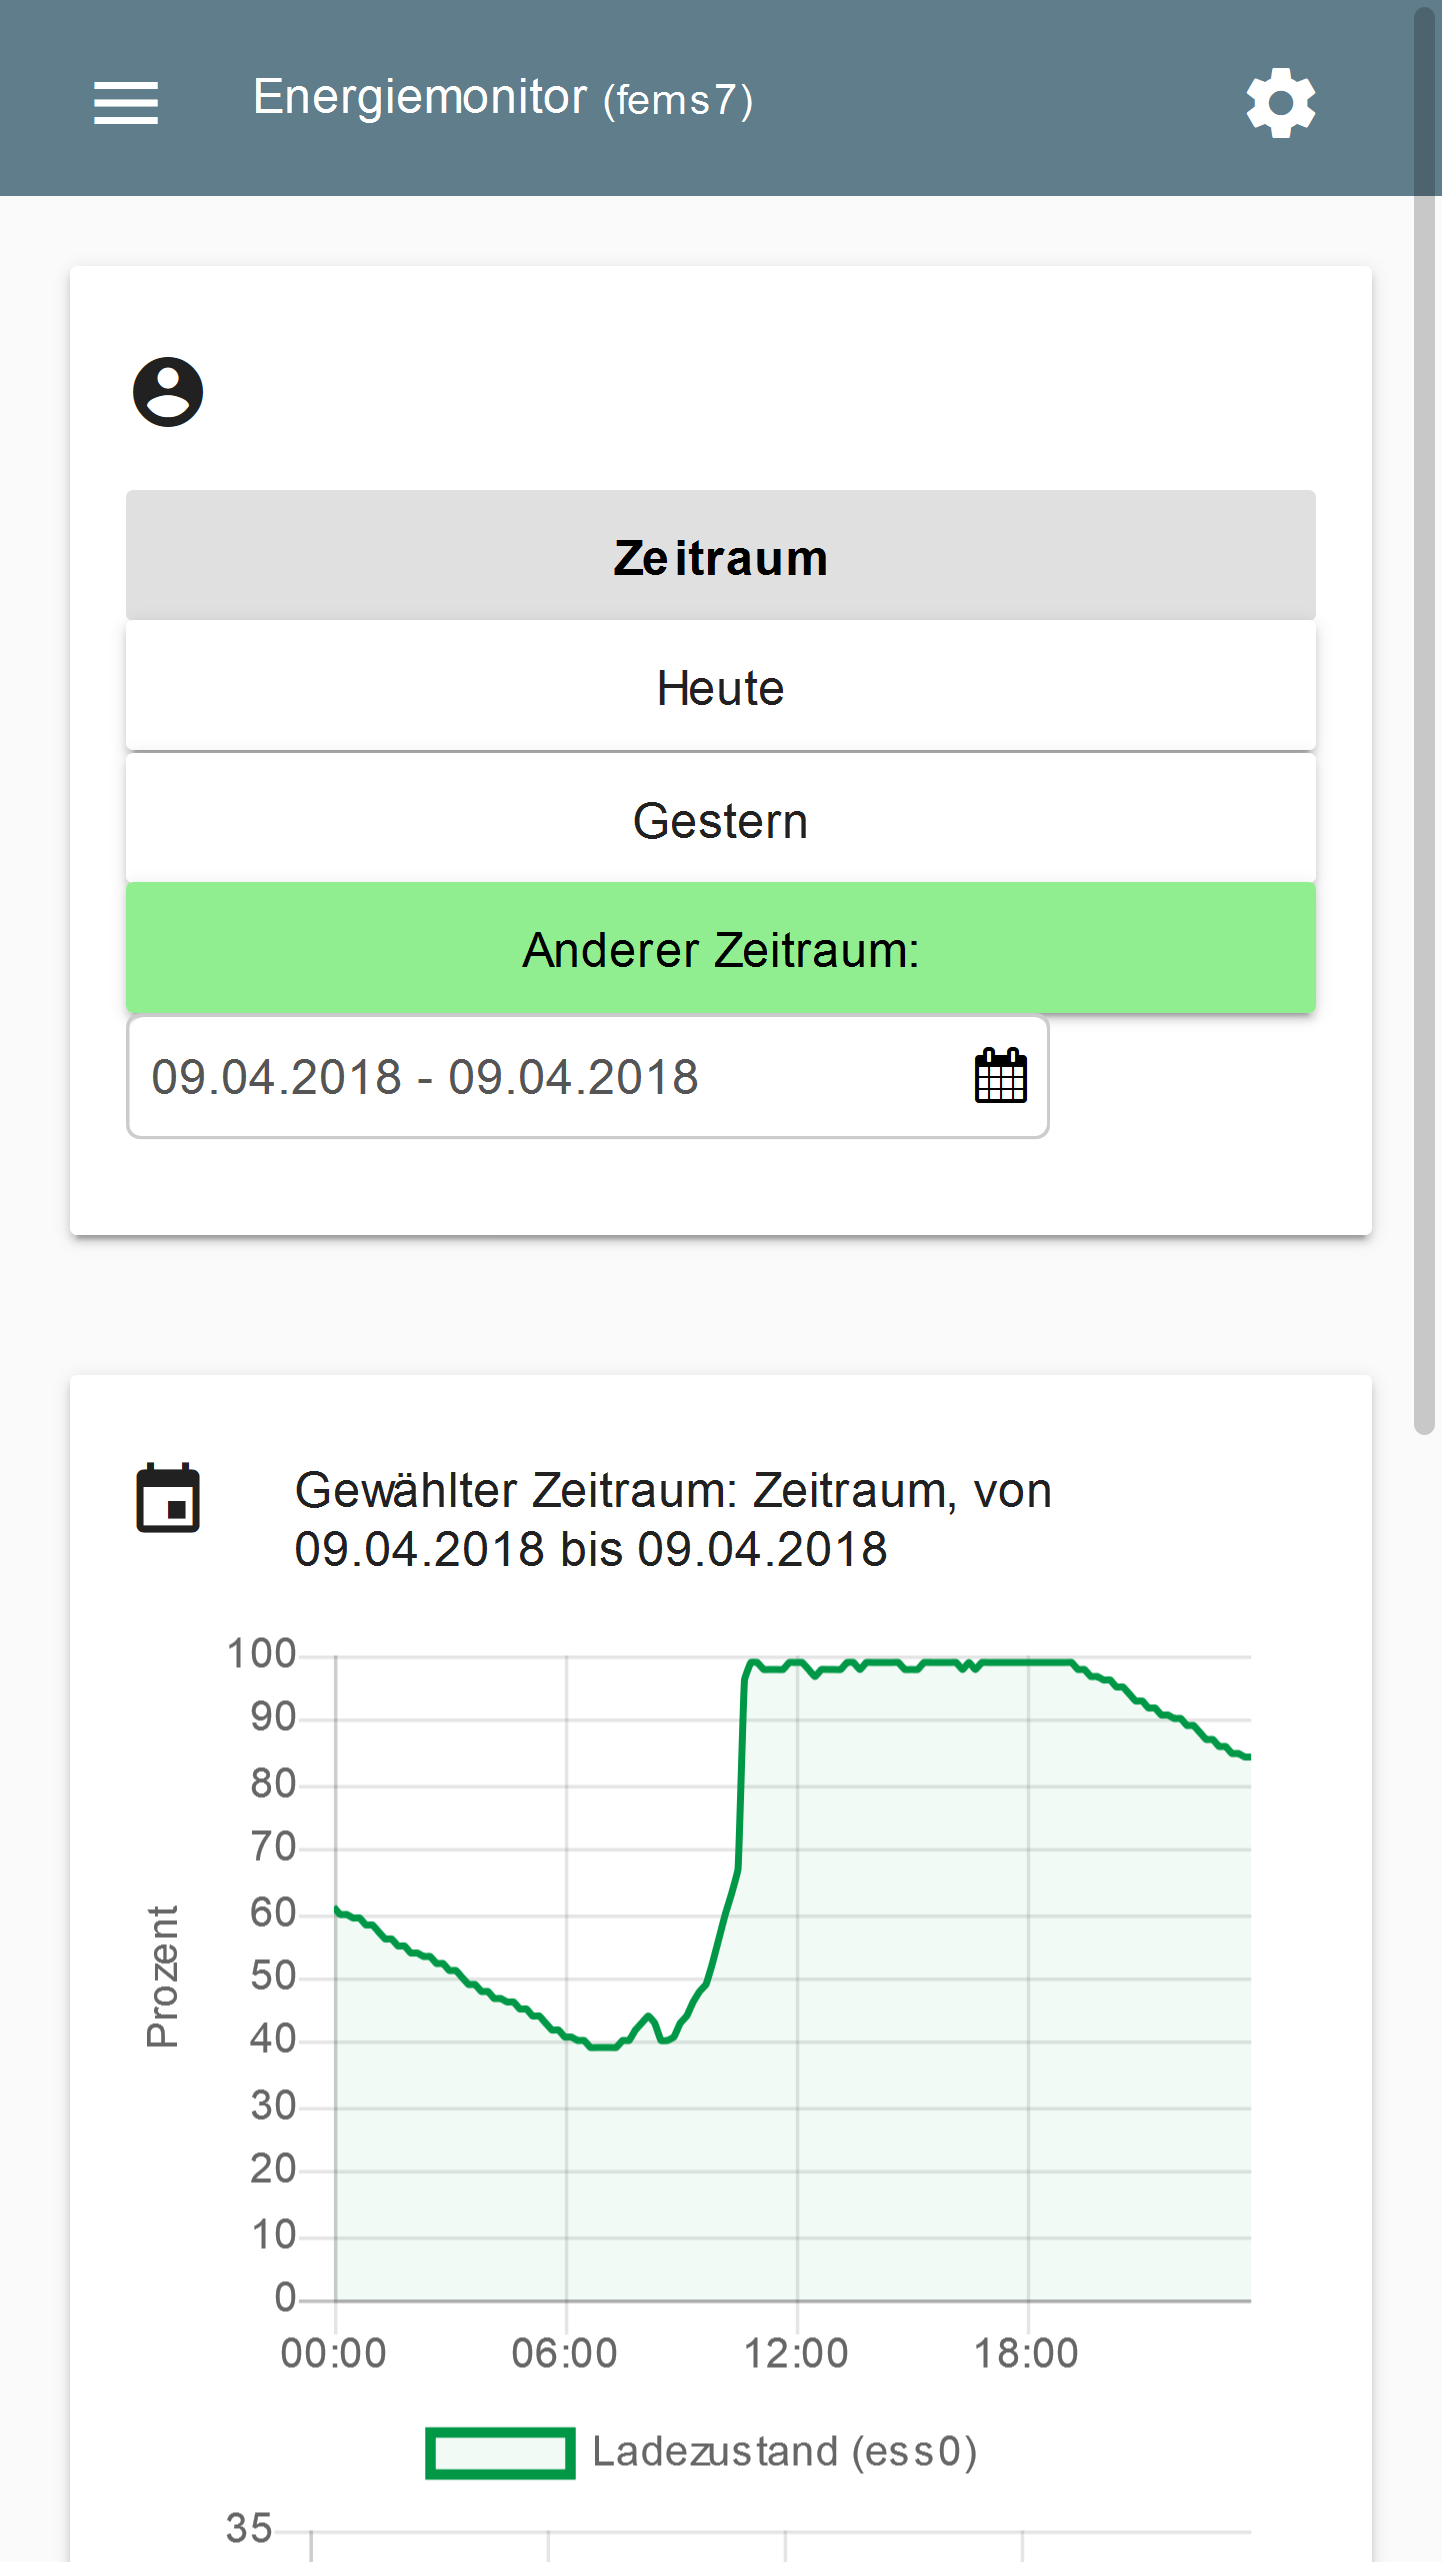 Energiemonitor (fems7)
Zeitraum
Heute
Gestern
Anderer Zeitraum:
09.04.2018 - 09.04.2018
Gewählter Zeitraum: Zeitraum, von
09.04.2018 bis 09.04.2018
100
90
80
70
60
50
40
30
20
10
0
Prozent
00:00 06:00 12:00 18:00
Ladezustand (ess0)
35